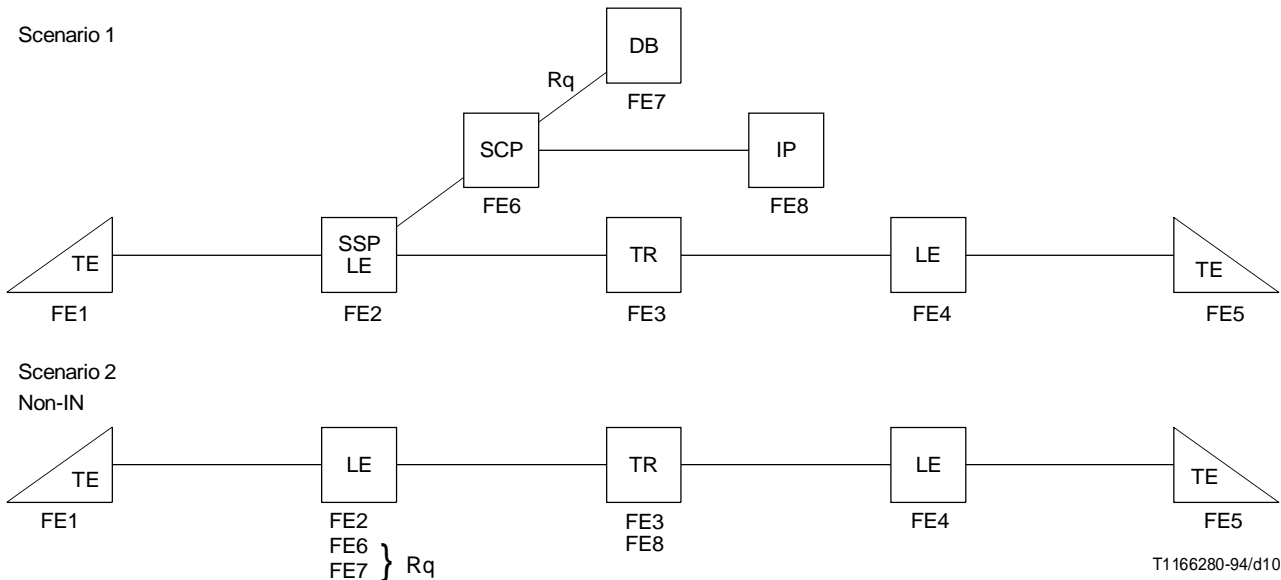 Scenario 1
DB
Rq
FE7
SCP
IP
FE6
FE8
TE
SSP
LE
TR
LE
TE
FE1
FE2
FE3
FE4
FE5
Scenario 2
Non-IN
TE
LE
TR
LE
TE
FE1
FE2
FE3
FE4
FE5
FE6
FE8
FE7
} Rq
T1166280-94/d10